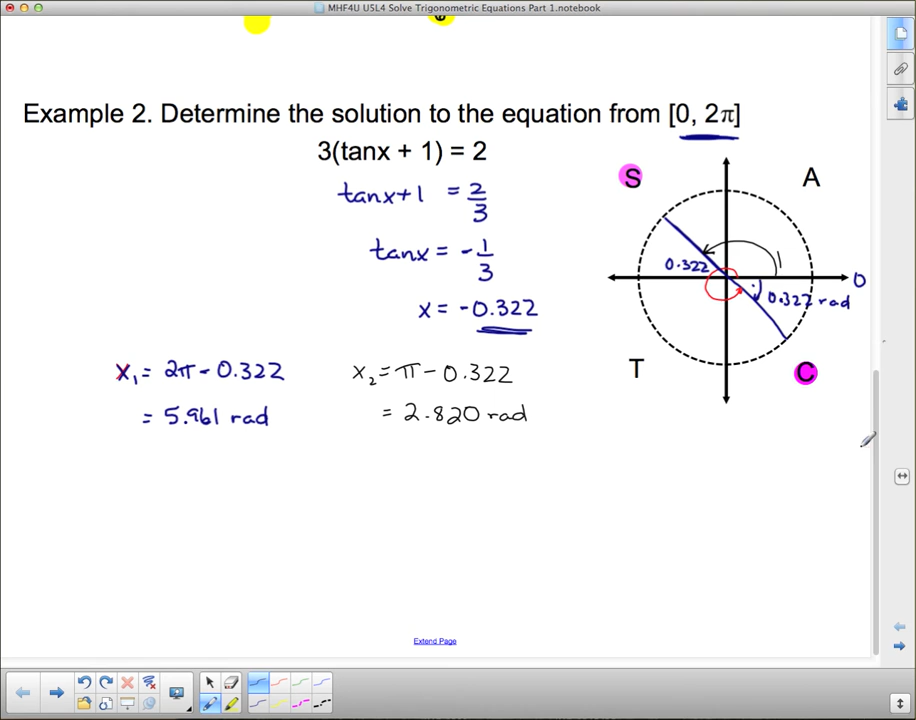 MHF4U U5L4 Solve Trigonometric Equations Part 1.notebook
Example 2. Determine the solution to the equation from [0, 2π]
3(tanx + 1) = 2
tanx+1 = 2/3
tanx = -1/3
x = -0.322
x₁ = 2π - 0.322
= 5.961 rad
x₂ = π - 0.322
= 2.820 rad
S
A
0.322
0
0.322 rad
T
C
Extend Page